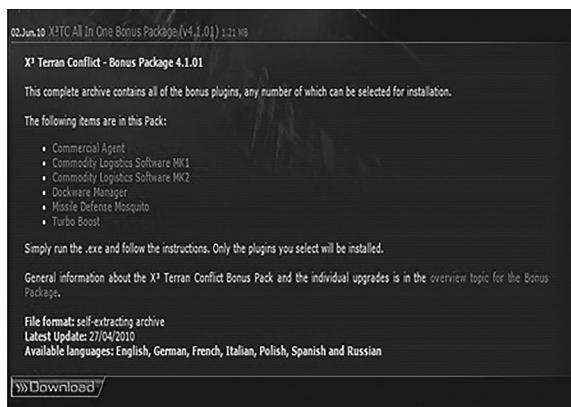 02.Jun.10 X³TC All In One Bonus Package (v4.1.01) 1.21 MB
X³ Terran Conflict - Bonus Package 4.1.01
This complete archive contains all of the bonus plugins, any number of which can be selected for installation.
The following items are in this Pack:
• Commercial Agent
• Commodity Logistics Software MK1
• Commodity Logistics Software MK2
• Dockware Manager
• Missile Defense Mosquito
• Turbo Boost
Simply run the .exe and follow the instructions. Only the plugins you select will be installed.
General information about the X³ Terran Conflict Bonus Pack and the individual upgrades is in the overview topic for the Bonus
Package.
File format: self-extracting archive
Latest Update: 27/04/2010
Available languages: English, German, French, Italian, Polish, Spanish and Russian
»»Download